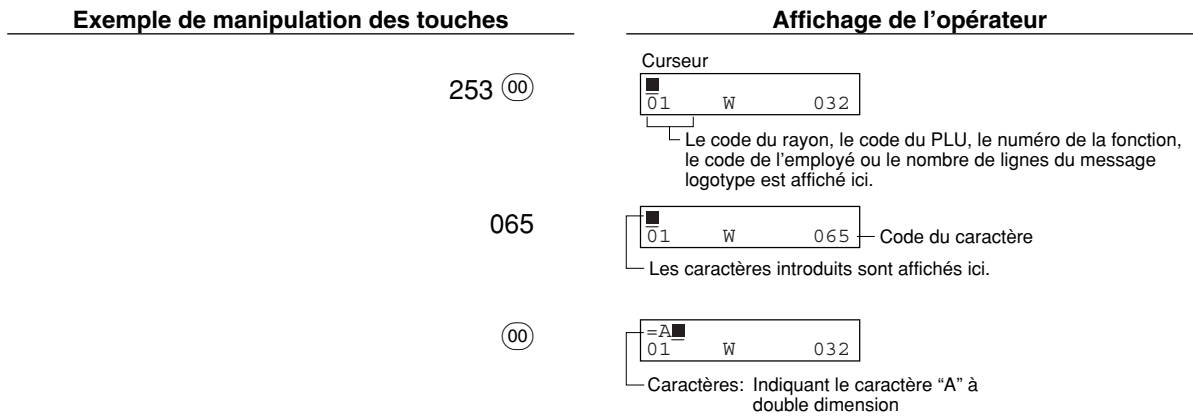 Exemple de manipulation des touches
Affichage de l’opérateur
253 (00)
Curseur
01 W 032
Le code du rayon, le code du PLU, le numéro de la fonction,
le code de l’employé ou le nombre de lignes du message
logotype est affiché ici.
065
01 W 065
Code du caractère
Les caractères introduits sont affichés ici.
(00)
=A
01 W 032
Caractères: Indiquant le caractère “A” à
double dimension